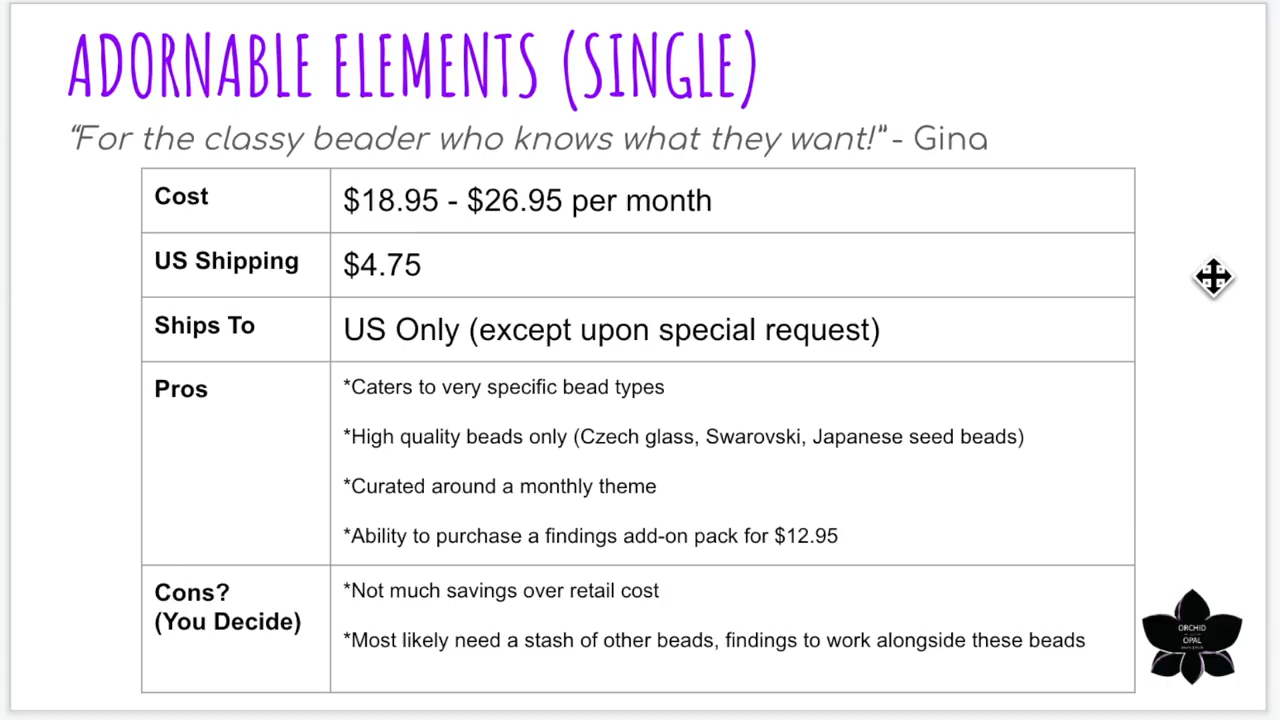 ADORNABLE ELEMENTS (SINGLE)
“For the classy beader who knows what they want!” - Gina
Cost
$18.95 - $26.95 per month
US Shipping
$4.75
Ships To
US Only (except upon special request)
Pros
*Caters to very specific bead types
*High quality beads only (Czech glass, Swarovski, Japanese seed beads)
*Curated around a monthly theme
*Ability to purchase a findings add-on pack for $12.95
Cons?
(You Decide)
*Not much savings over retail cost
*Most likely need a stash of other beads, findings to work alongside these beads
ORCHID
OPAL